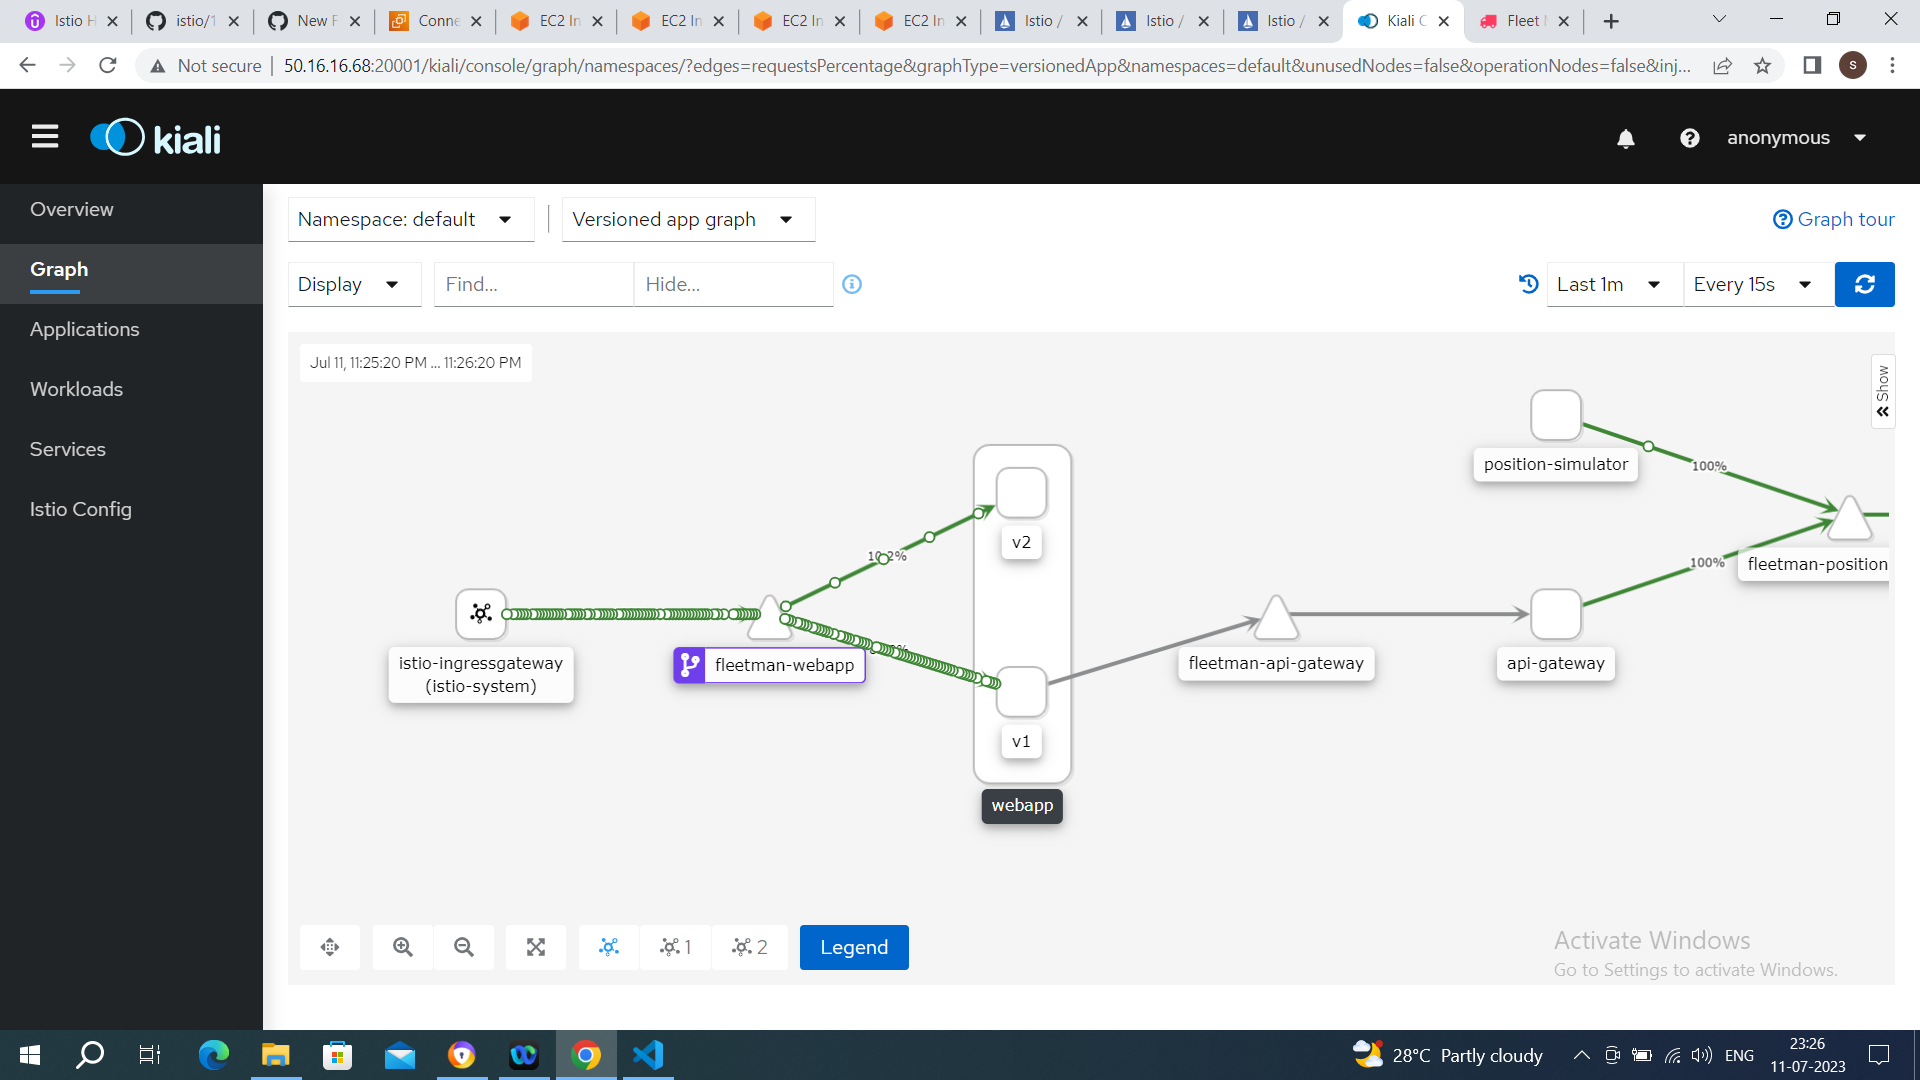 Istio H
istio/1
New F
Conne
EC2 In
EC2 In
EC2 In
EC2 In
Istio /
Istio /
Istio /
Kiali C
Fleet
Not secure
50.16.16.68:20001/kiali/console/graph/namespaces/?edges=requestsPercentage&graphType=versionedApp&namespaces=default&unusedNodes=false&operationNodes=false&inj...
S
kiali
anonymous
Overview
Graph
Applications
Workloads
Services
Istio Config
Namespace: default
Versioned app graph
Graph tour
Display
Find...
Hide...
Last 1m
Every 15s
Jul 11, 11:25:20 PM ... 11:26:20 PM
Show
position-simulator
100%
fleetman-position
100%
v2
istio-ingressgateway
(istio-system)
fleetman-webapp
v1
webapp
fleetman-api-gateway
api-gateway
1
2
Legend
Activate Windows
Go to Settings to activate Windows.
28°C Partly cloudy
ENG
23:26
11-07-2023